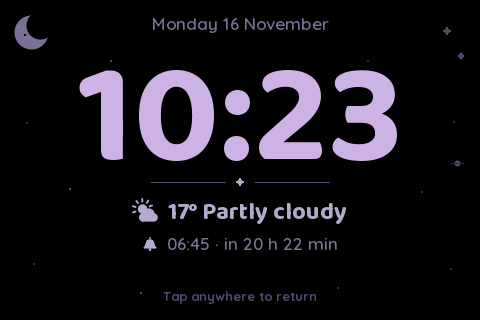 Monday 16 November
10:23
17° Partly cloudy
06:45 · in 20 h 22 min
Tap anywhere to return